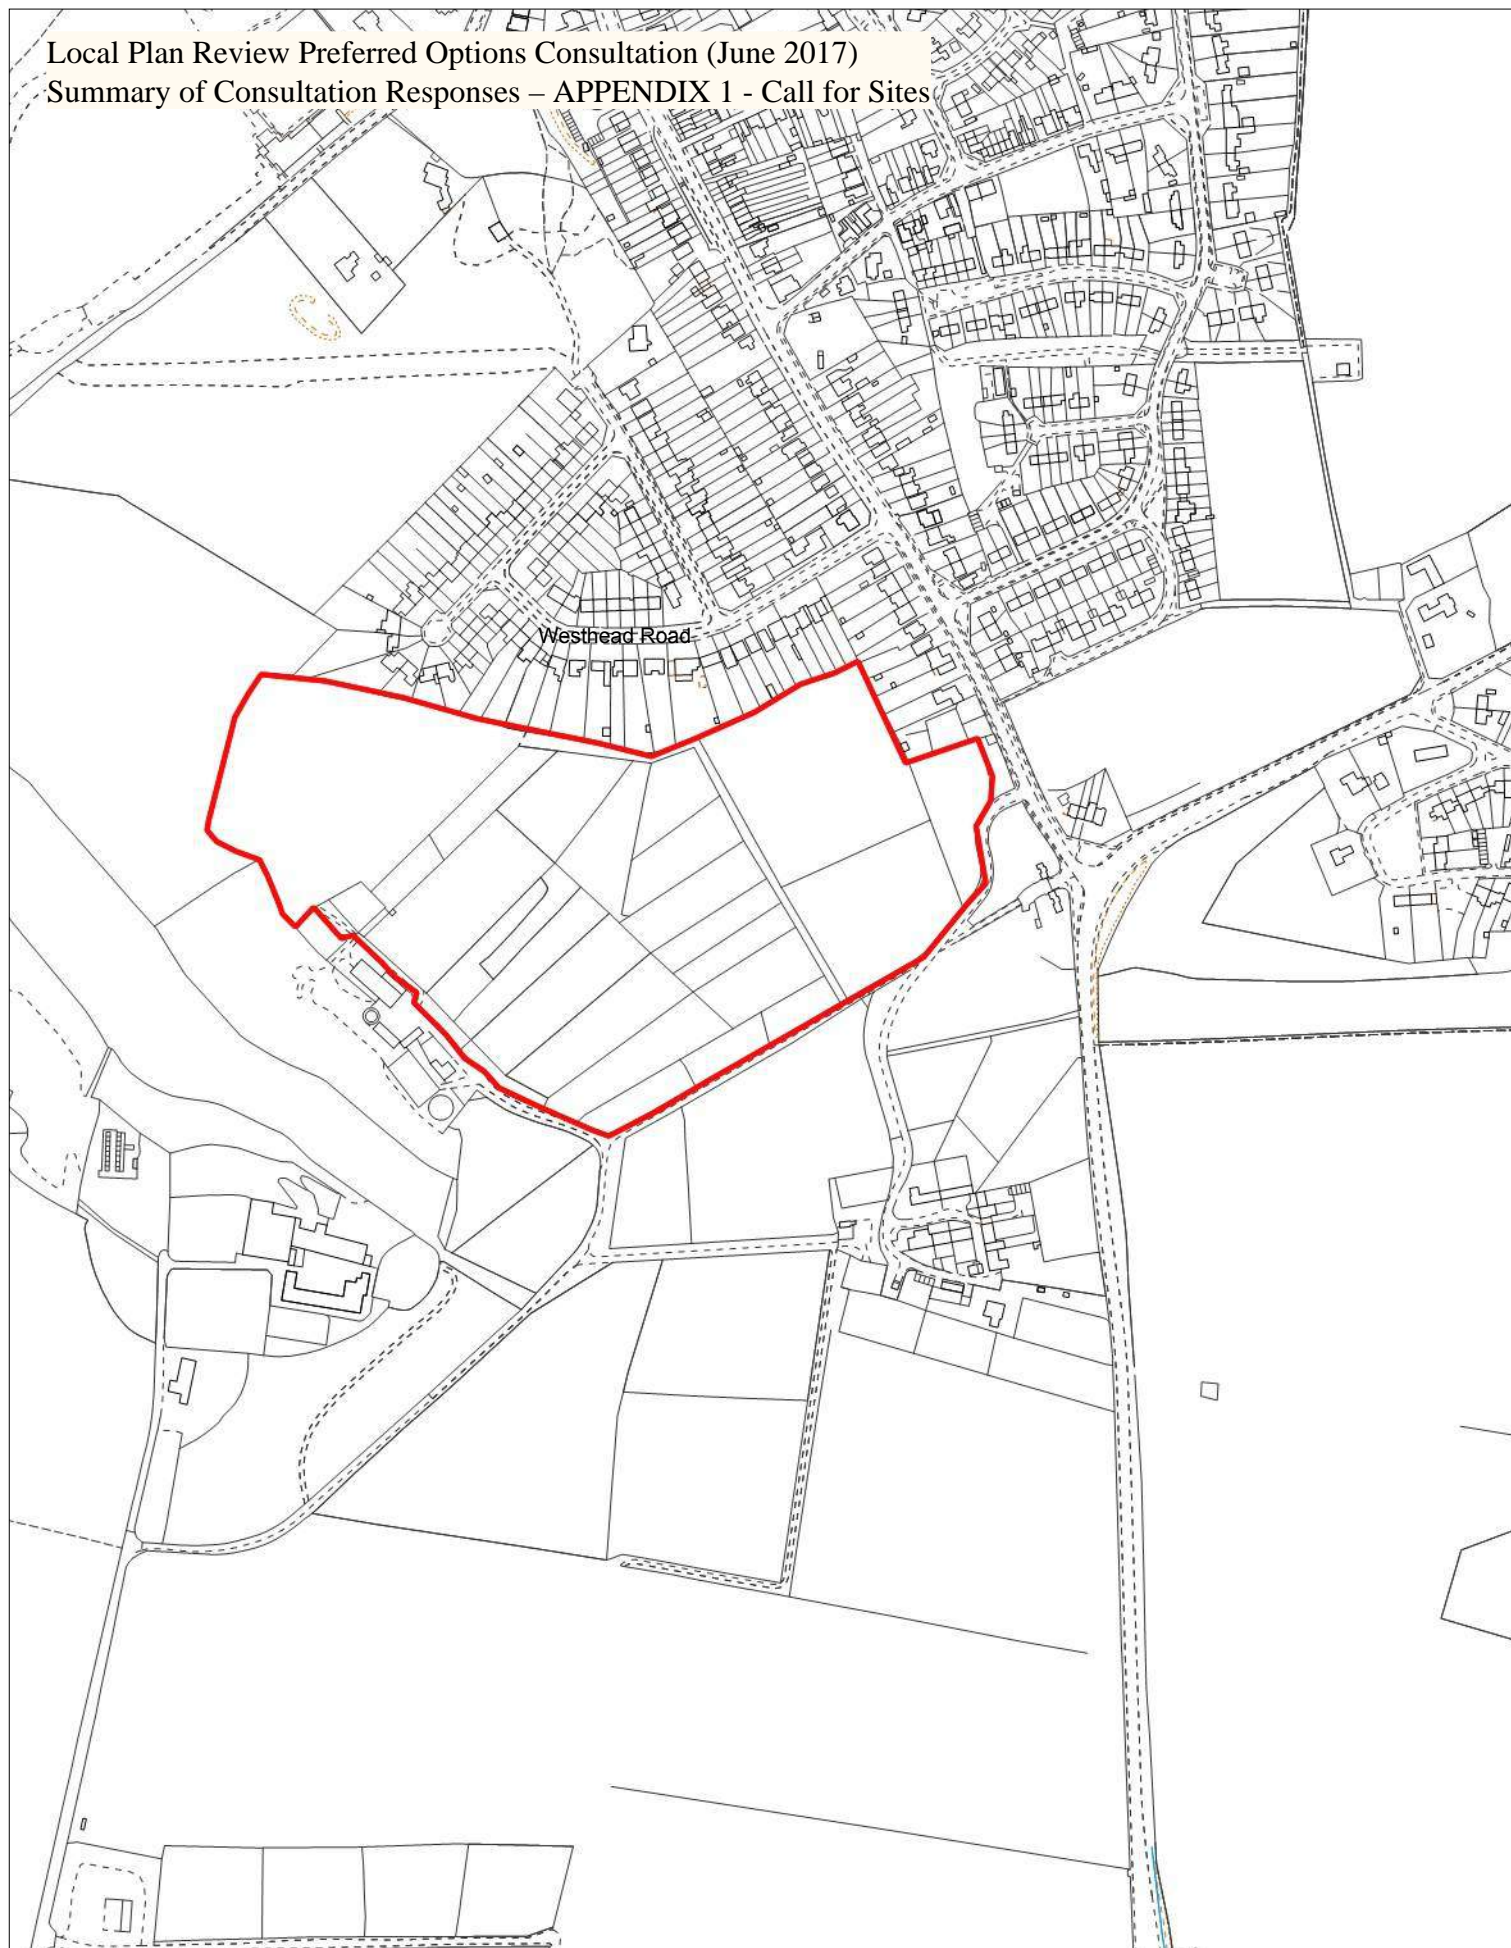 Local Plan Review Preferred Options Consultation (June 2017)
Summary of Consultation Responses – APPENDIX 1 - Call for Sites
Westhead Road